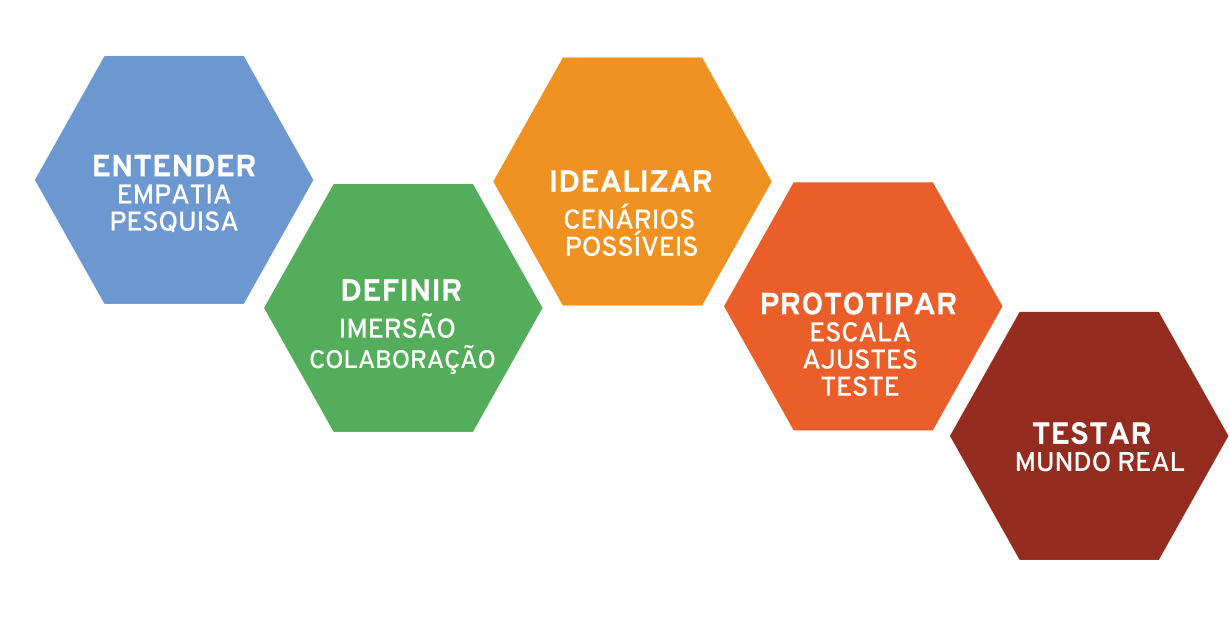 ENTENDER
EMPATIA
PESQUISA
DEFINIR
IMERSÃO
COLABORAÇÃO
IDEALIZAR
CENÁRIOS
POSSÍVEIS
PROTOTIPAR
ESCALA
AJUSTES
TESTE
TESTAR
MUNDO REAL